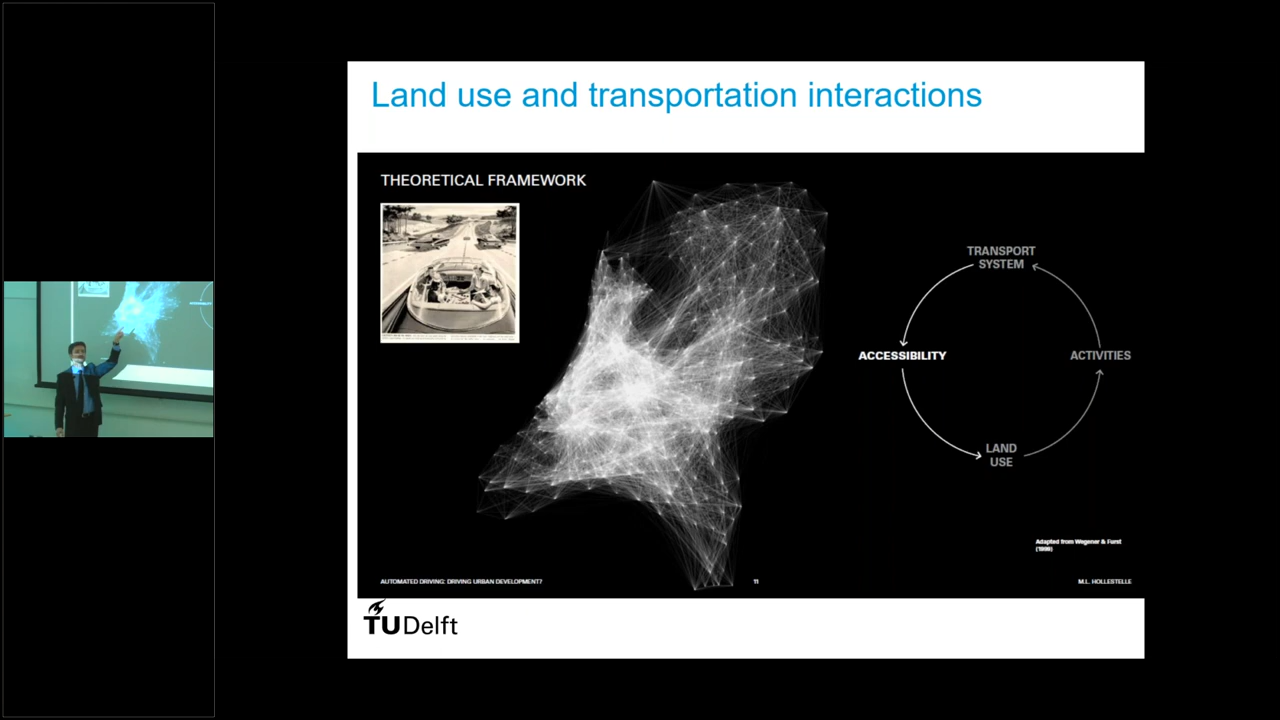 Land use and transportation interactions
THEORETICAL FRAMEWORK
TRANSPORT
SYSTEM
ACCESSIBILITY
ACTIVITIES
LAND
USE
Adapted from Wegener & Furst
(1999)
AUTOMATED DRIVING: DRIVING URBAN DEVELOPMENT?
11
M.L. HOLLESTELLE
TUDelft